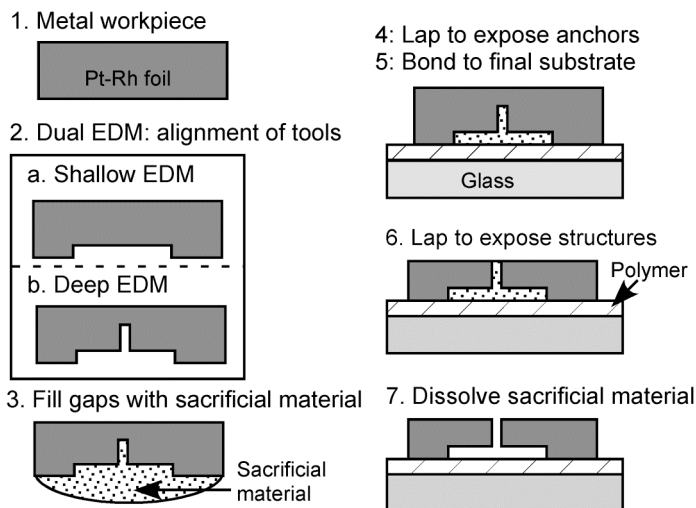 1. Metal workpiece
Pt-Rh foil
2. Dual EDM: alignment of tools
a. Shallow EDM
b. Deep EDM
3. Fill gaps with sacrificial material
Sacrificial
material
4: Lap to expose anchors
5: Bond to final substrate
Glass
6. Lap to expose structures
Polymer
7. Dissolve sacrificial material